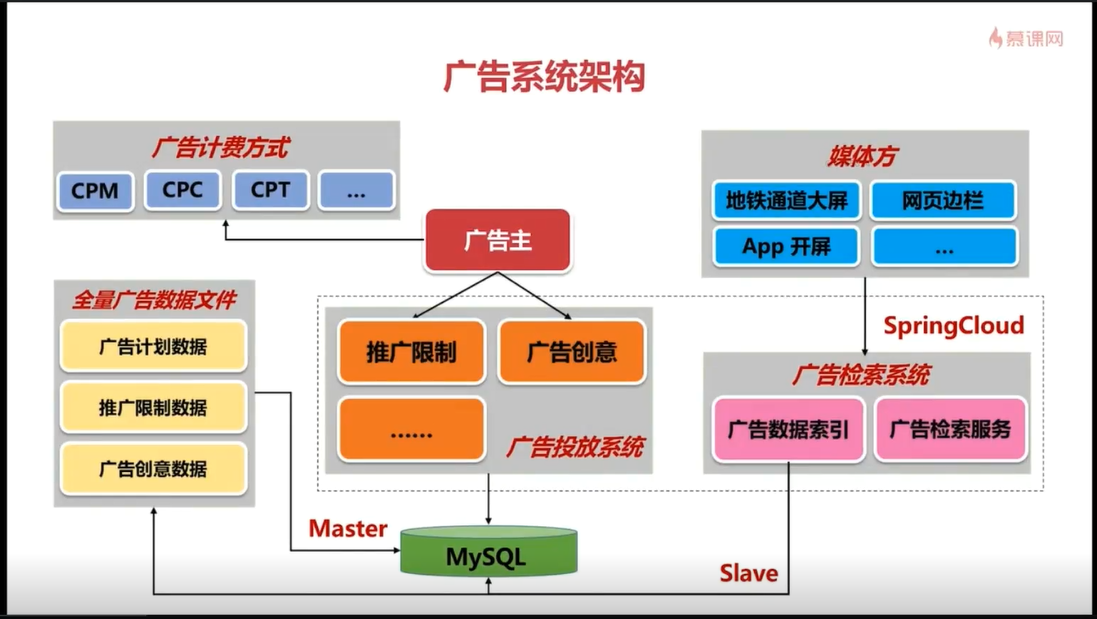 慕课网
广告系统架构
广告计费方式
CPM
CPC
CPT
...
广告主
媒体方
地铁通道大屏
网页边栏
App 开屏
...
全量广告数据文件
广告计划数据
推广限制数据
广告创意数据
推广限制
广告创意
......
广告投放系统
SpringCloud
广告检索系统
广告数据索引
广告检索服务
Master
MySQL
Slave